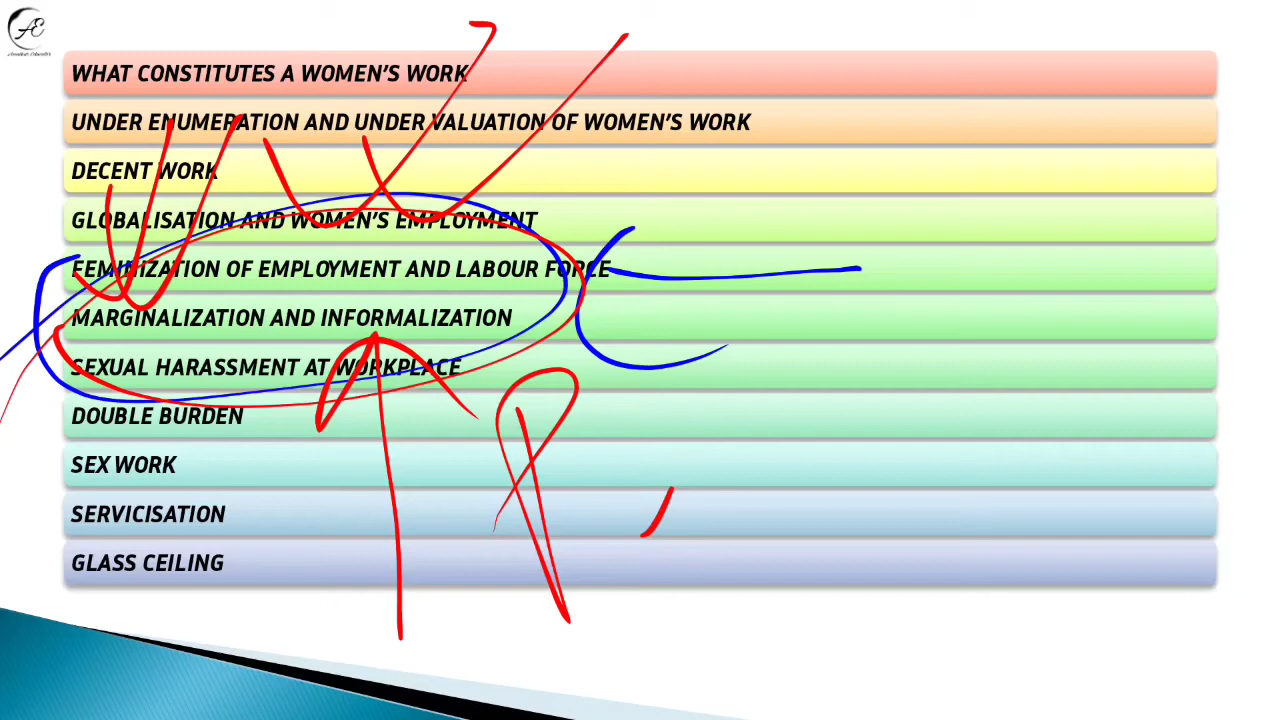 AE
WHAT CONSTITUTES A WOMEN'S WORK
UNDER ENUMERATION AND UNDER VALUATION OF WOMEN'S WORK
DECENT WORK
GLOBALISATION AND WOMEN'S EMPLOYMENT
FEMINIZATION OF EMPLOYMENT AND LABOUR FORCE
MARGINALIZATION AND INFORMALIZATION
SEXUAL HARASSMENT AT WORKPLACE
DOUBLE BURDEN
SEX WORK
SERVICISATION
GLASS CEILING